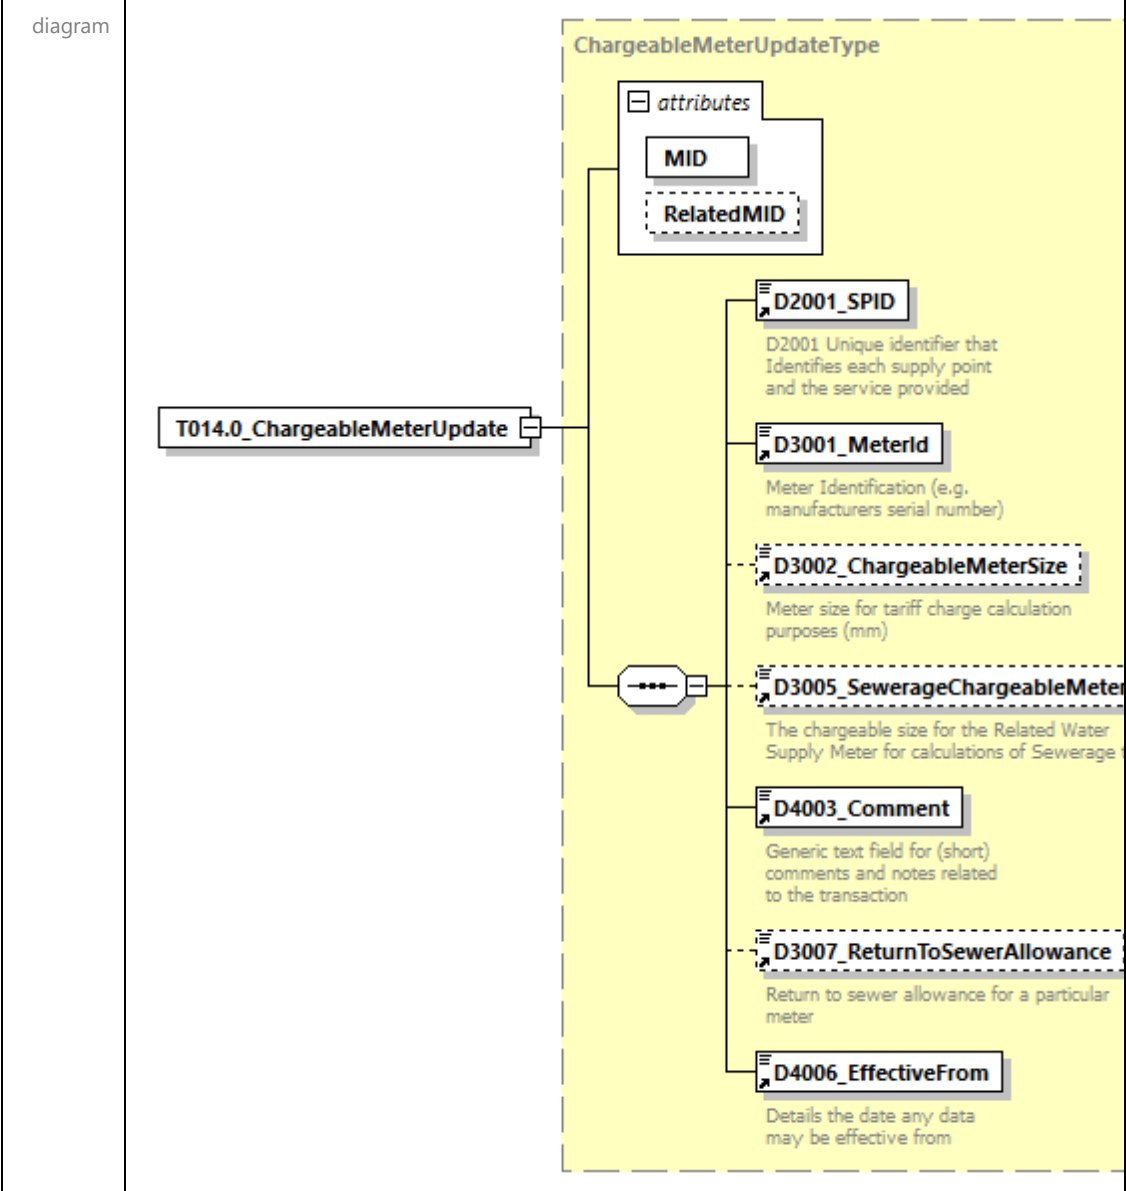 diagram
ChargeableMeterUpdateType
attributes
MID
RelatedMID
D2001_SPID
D2001 Unique identifier that
Identifies each supply point
and the service provided
T014.0_ChargeableMeterUpdate
D3001_MeterId
Meter Identification (e.g.
manufacturers serial number)
D3002_ChargeableMeterSize
Meter size for tariff charge calculation
purposes (mm)
D3005_SewerageChargeableMeter
The chargeable size for the Related Water
Supply Meter for calculations of Sewerage
D4003_Comment
Generic text field for (short)
comments and notes related
to the transaction
D3007_ReturnToSewerAllowance
Return to sewer allowance for a particular
meter
D4006_EffectiveFrom
Details the date any data
may be effective from